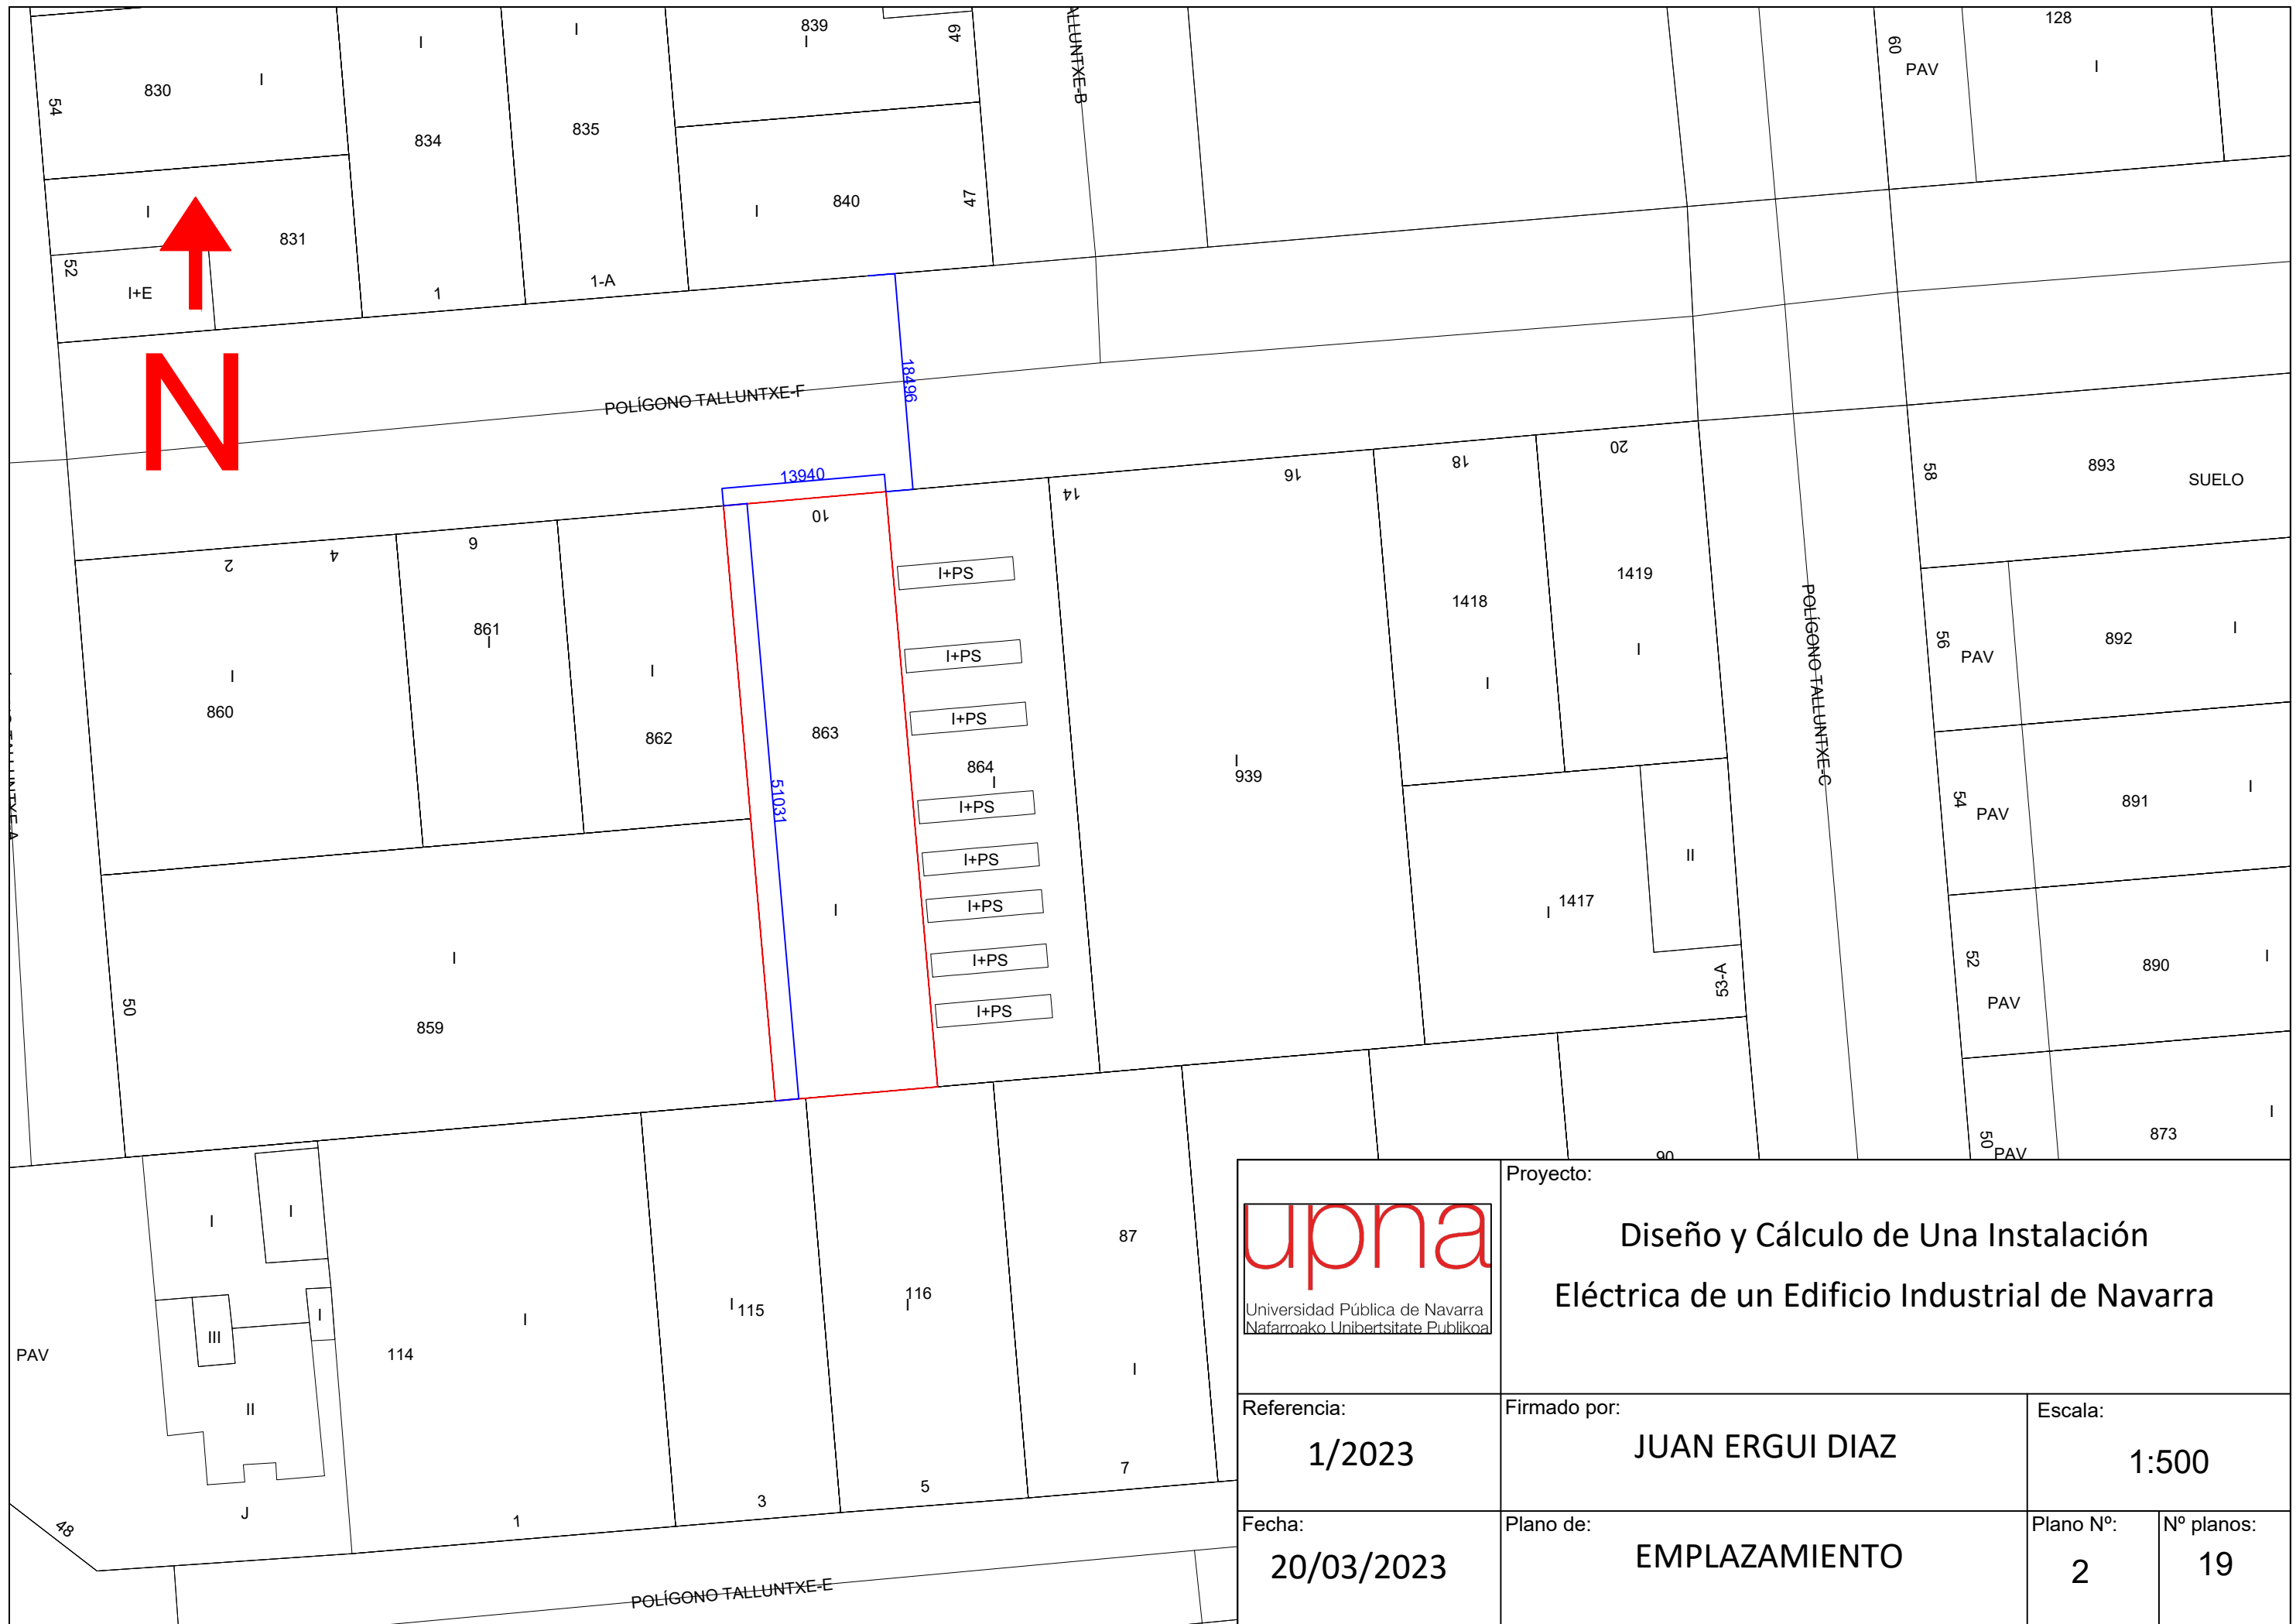 839
I
I
I
49
128
60
PAV
I
830
I
54
834
835
ALLUNTXE-B
I
831
840
I
47
52
I+E
1
1-A
N
POLÍGONO TALLUNTXE-F
18496
13940
2
4
6
10
14
16
18
20
58
893
SUELO
I+PS
1418
1419
861
I
I
I
860
862
863
I+PS
I+PS
864
I
I+PS
I+PS
I+PS
I+PS
I+PS
51031
I
I
939
I
I
POLÍGONO TALLUNTXE-C
56
PAV
892
I
54
PAV
891
I
II
I
1417
53-A
52
PAV
890
I
50
I
859
50
PAV
873
I
90
I
I
I
III
II
J
PAV
48
114
I
1
I 115
3
116
I
5
87
I
7
POLÍGONO TALLUNTXE-E
upna
Universidad Pública de Navarra
Nafarroako Unibertsitate Publikoa
Proyecto:
Diseño y Cálculo de Una Instalación
Eléctrica de un Edificio Industrial de Navarra
Referencia:
1/2023
Firmado por:
JUAN ERGUI DIAZ
Escala:
1:500
Fecha:
20/03/2023
Plano de:
EMPLAZAMIENTO
Plano Nº:
2
Nº planos:
19